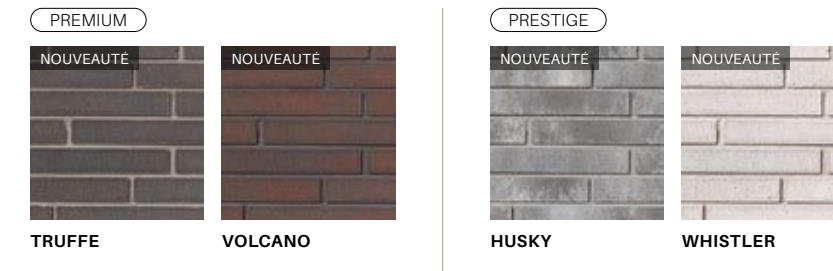 PREMIUM
NOUVEAUTÉ
NOUVEAUTÉ
TRUFFE
VOLCANO
PRESTIGE
NOUVEAUTÉ
NOUVEAUTÉ
HUSKY
WHISTLER